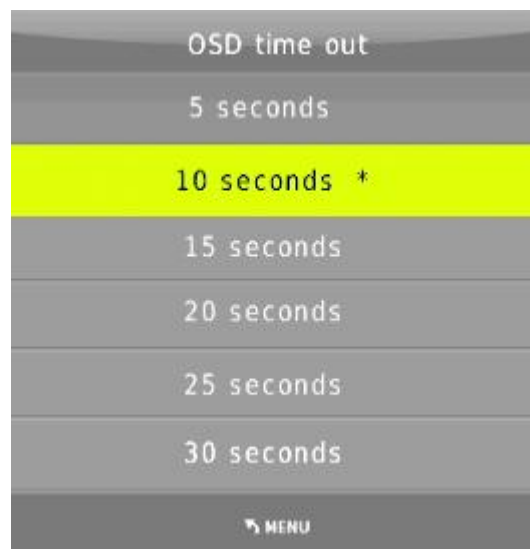 OSD time out
5 seconds
10 seconds *
15 seconds
20 seconds
25 seconds
30 seconds
MENU